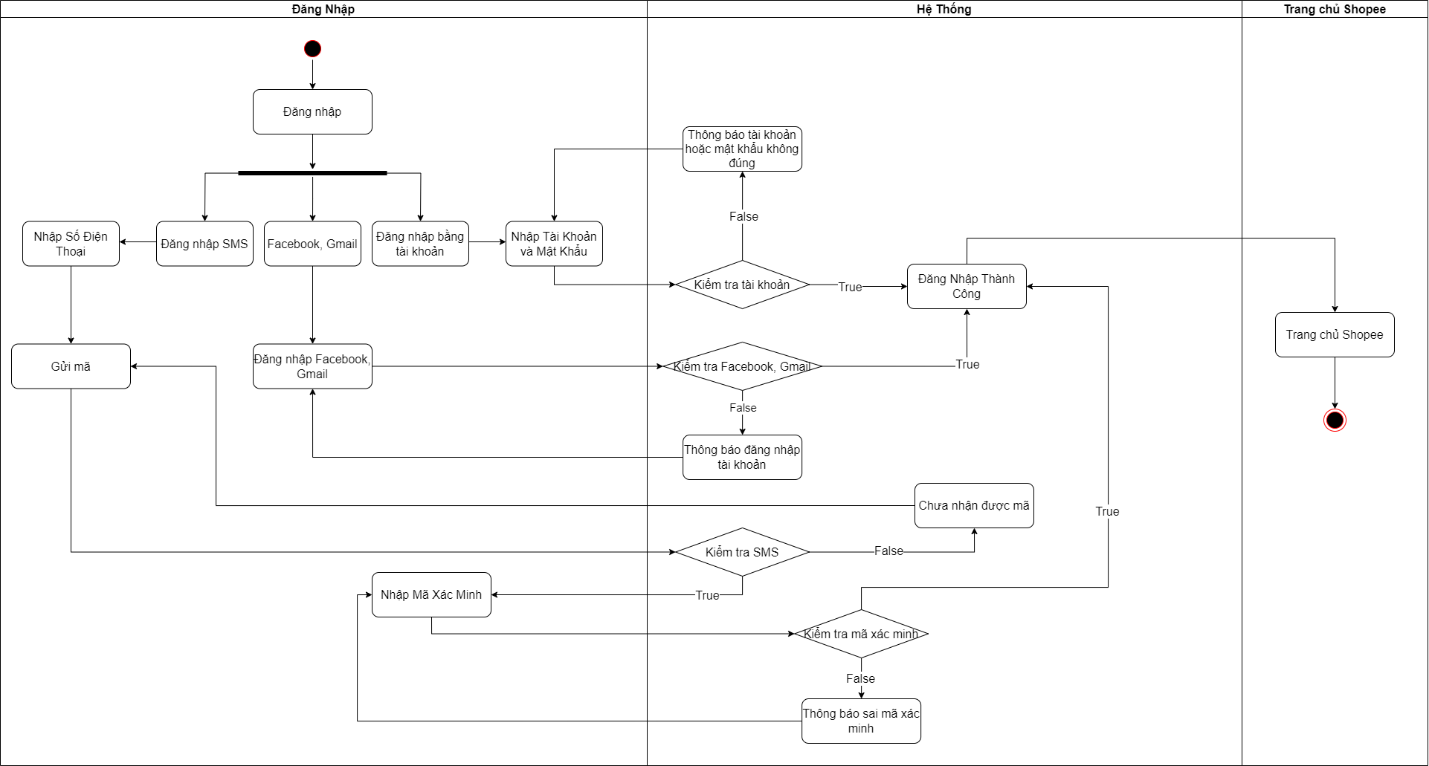 Đăng Nhập
Hệ Thống
Trang chủ Shopee
Đăng nhập
Thông báo tài khoản
hoặc mật khẩu không
đúng
False
Nhập Số Điện
Thoại
Đăng nhập SMS
Facebook, Gmail
Đăng nhập bằng
tài khoản
Nhập Tài Khoản
và Mật Khẩu
Kiểm tra tài khoản
True
Đăng Nhập Thành
Công
Trang chủ Shopee
Gửi mã
Đăng nhập Facebook,
Gmail
Kiểm tra Facebook, Gmail
True
False
Thông báo đăng nhập
tài khoản
Chưa nhận được mã
True
Kiểm tra SMS
False
Nhập Mã Xác Minh
True
Kiểm tra mã xác minh
False
Thông báo sai mã xác
minh